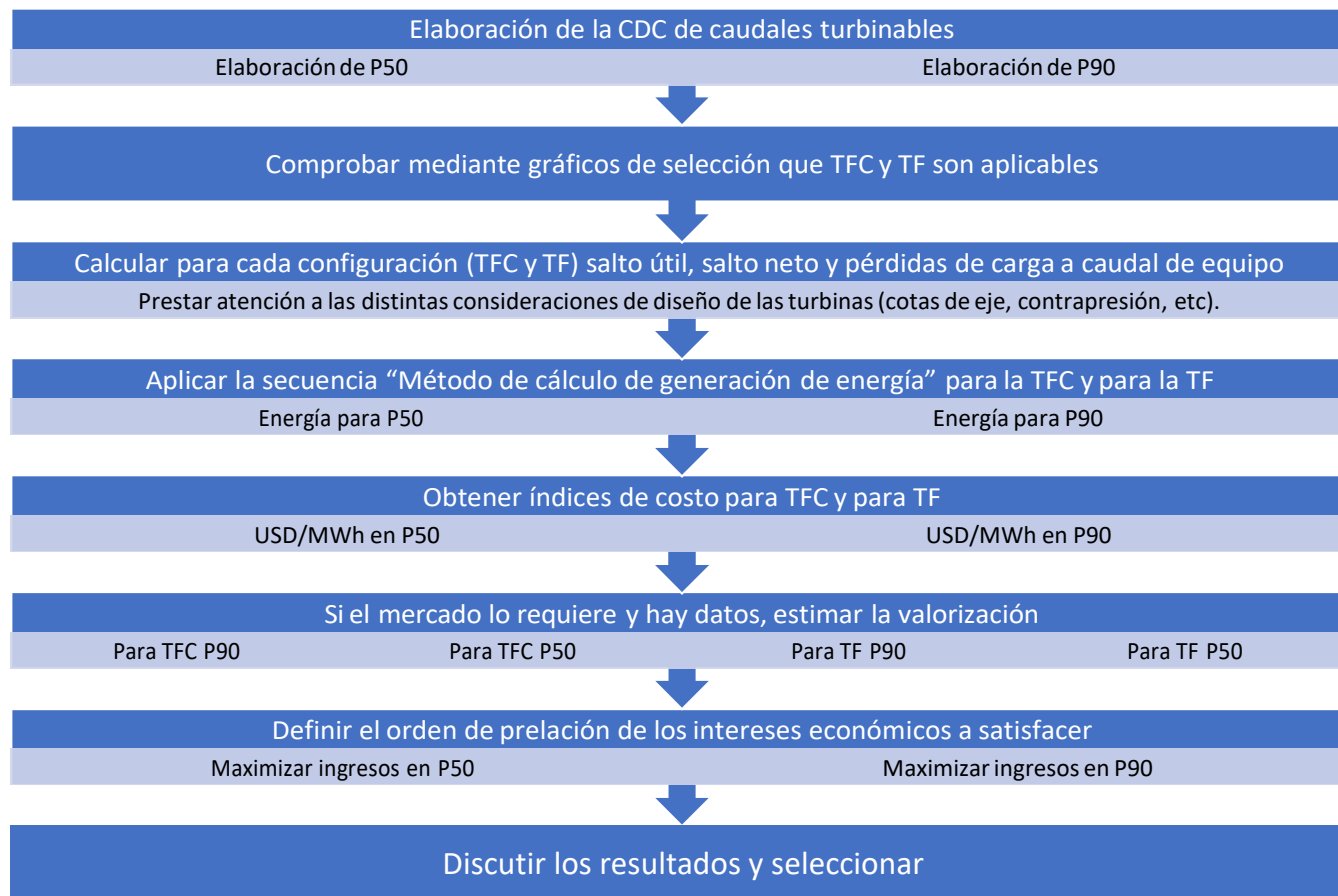 Elaboración de la CDC de caudales turbinables
Elaboración de P50
Elaboración de P90
Comprobar mediante gráficos de selección que TFC y TF son aplicables
Calcular para cada configuración (TFC y TF) salto útil, salto neto y pérdidas de carga a caudal de equipo
Prestar atención a las distintas consideraciones de diseño de las turbinas (cotas de eje, contrapresión, etc).
Aplicar la secuencia “Método de cálculo de generación de energía” para la TFC y para la TF
Energía para P50
Energía para P90
Obtener índices de costo para TFC y para TF
USD/MWh en P50
USD/MWh en P90
Si el mercado lo requiere y hay datos, estimar la valorización
Para TFC P90
Para TFC P50
Para TF P90
Para TF P50
Definir el orden de prelación de los intereses económicos a satisfacer
Maximizar ingresos en P50
Maximizar ingresos en P90
Discutir los resultados y seleccionar